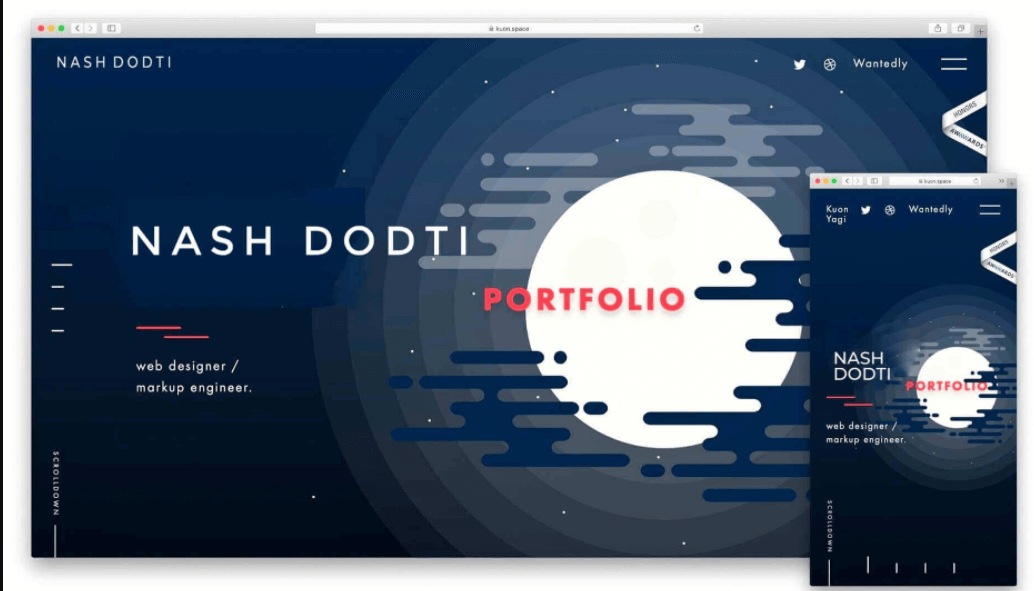 kuon.space
NASH DODTI
Wantedly
HONORS
AWWWARDS
NASH DODTI
PORTFOLIO
web designer /
markup engineer.
SCROLLDOWN
kuon.space
Kuon
Yagi
Wantedly
HONORS
AWWWARDS
NASH
DODTI
PORTFOLIO
web designer /
markup engineer.
SCROLLDOWN